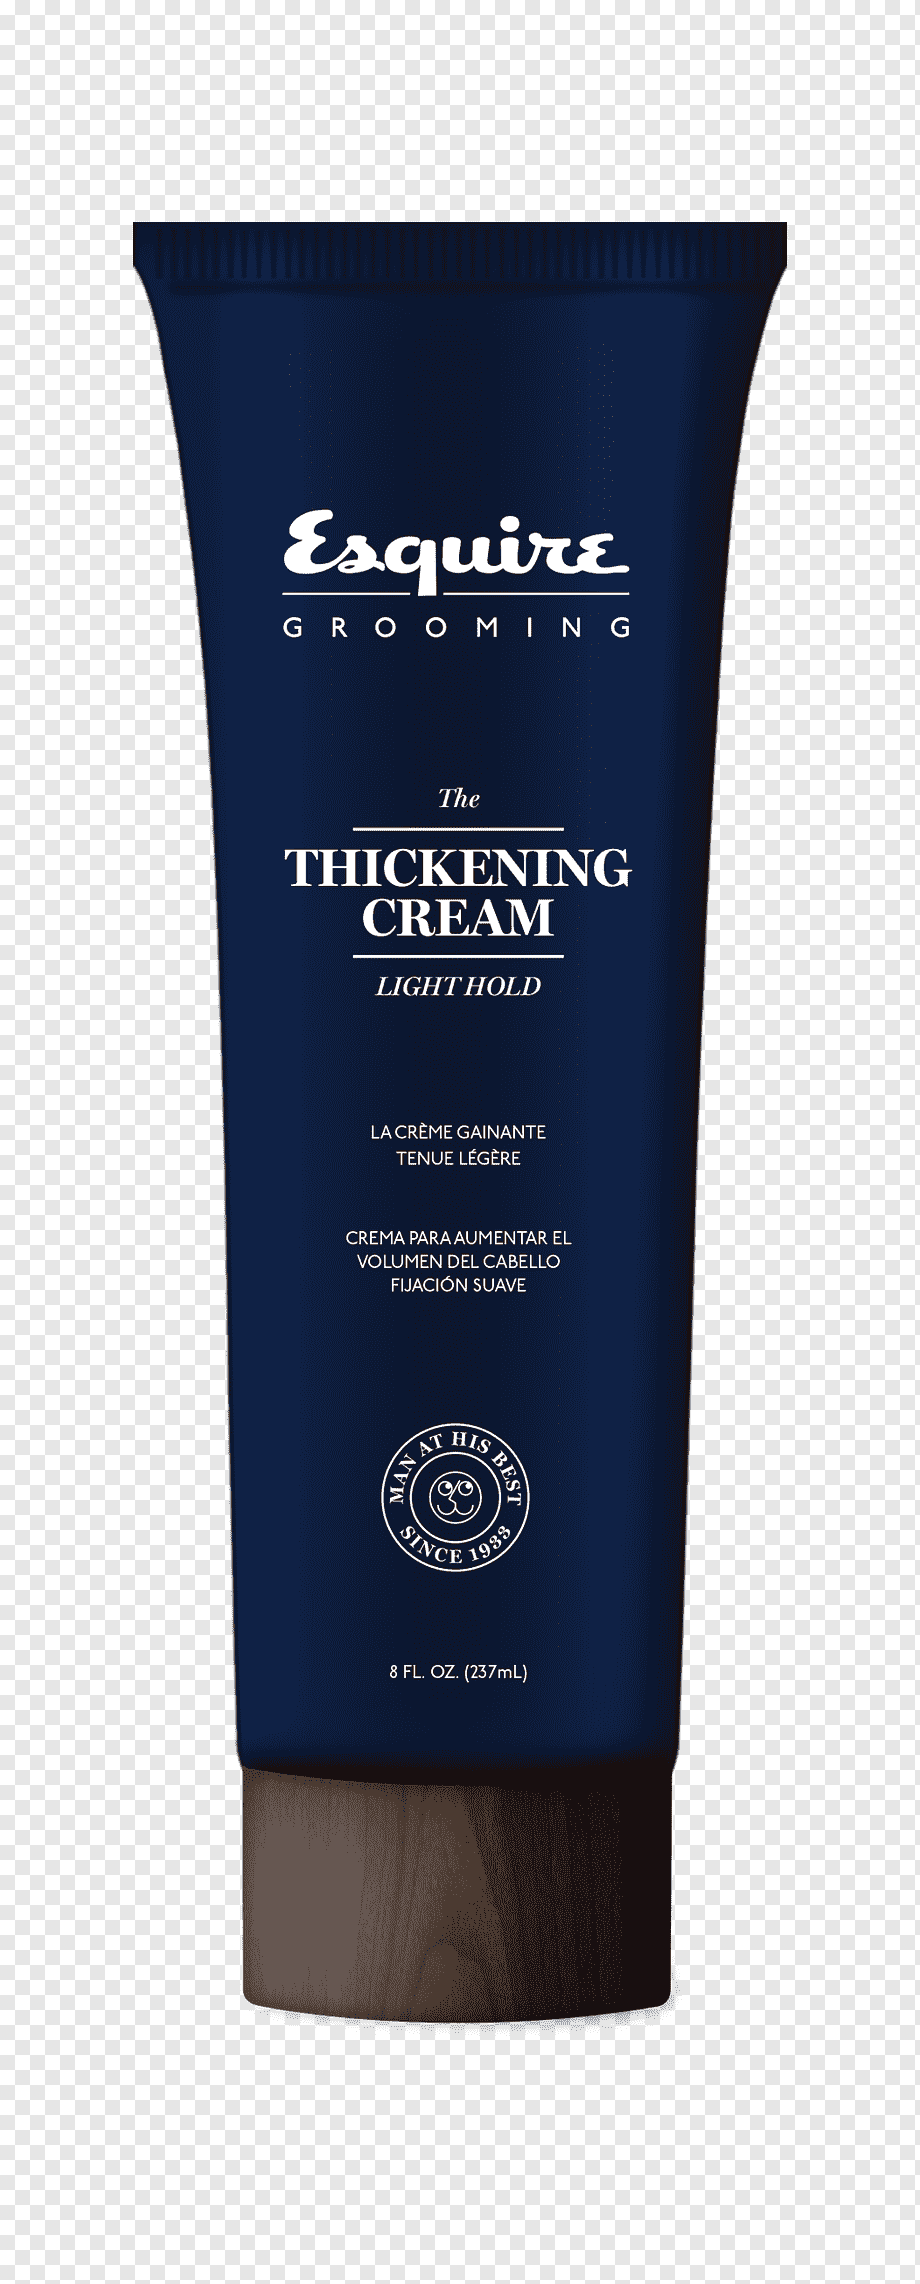 Esquire
GROOMING
The
THICKENING
CREAM
LIGHT HOLD
LA CRÈME GAINANTE
TENUE LÉGÈRE
CREMA PARA AUMENTAR EL
VOLUMEN DEL CABELLO
FIJACIÓN SUAVE
MAN AT HIS BEST
SINCE 1933
8 FL. OZ. (237mL)